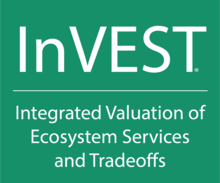 InVEST®
Integrated Valuation of
Ecosystem Services
and Tradeoffs